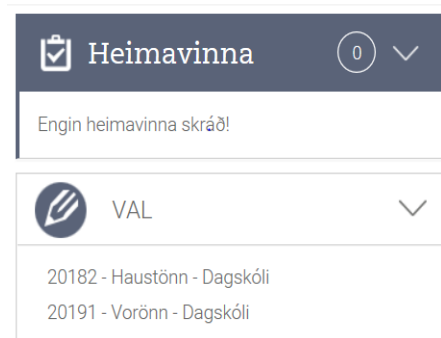 Heimavinna 0
Engin heimavinna skráð!
VAL
20182 - Haustönn - Dagskóli
20191 - Vorönn - Dagskóli